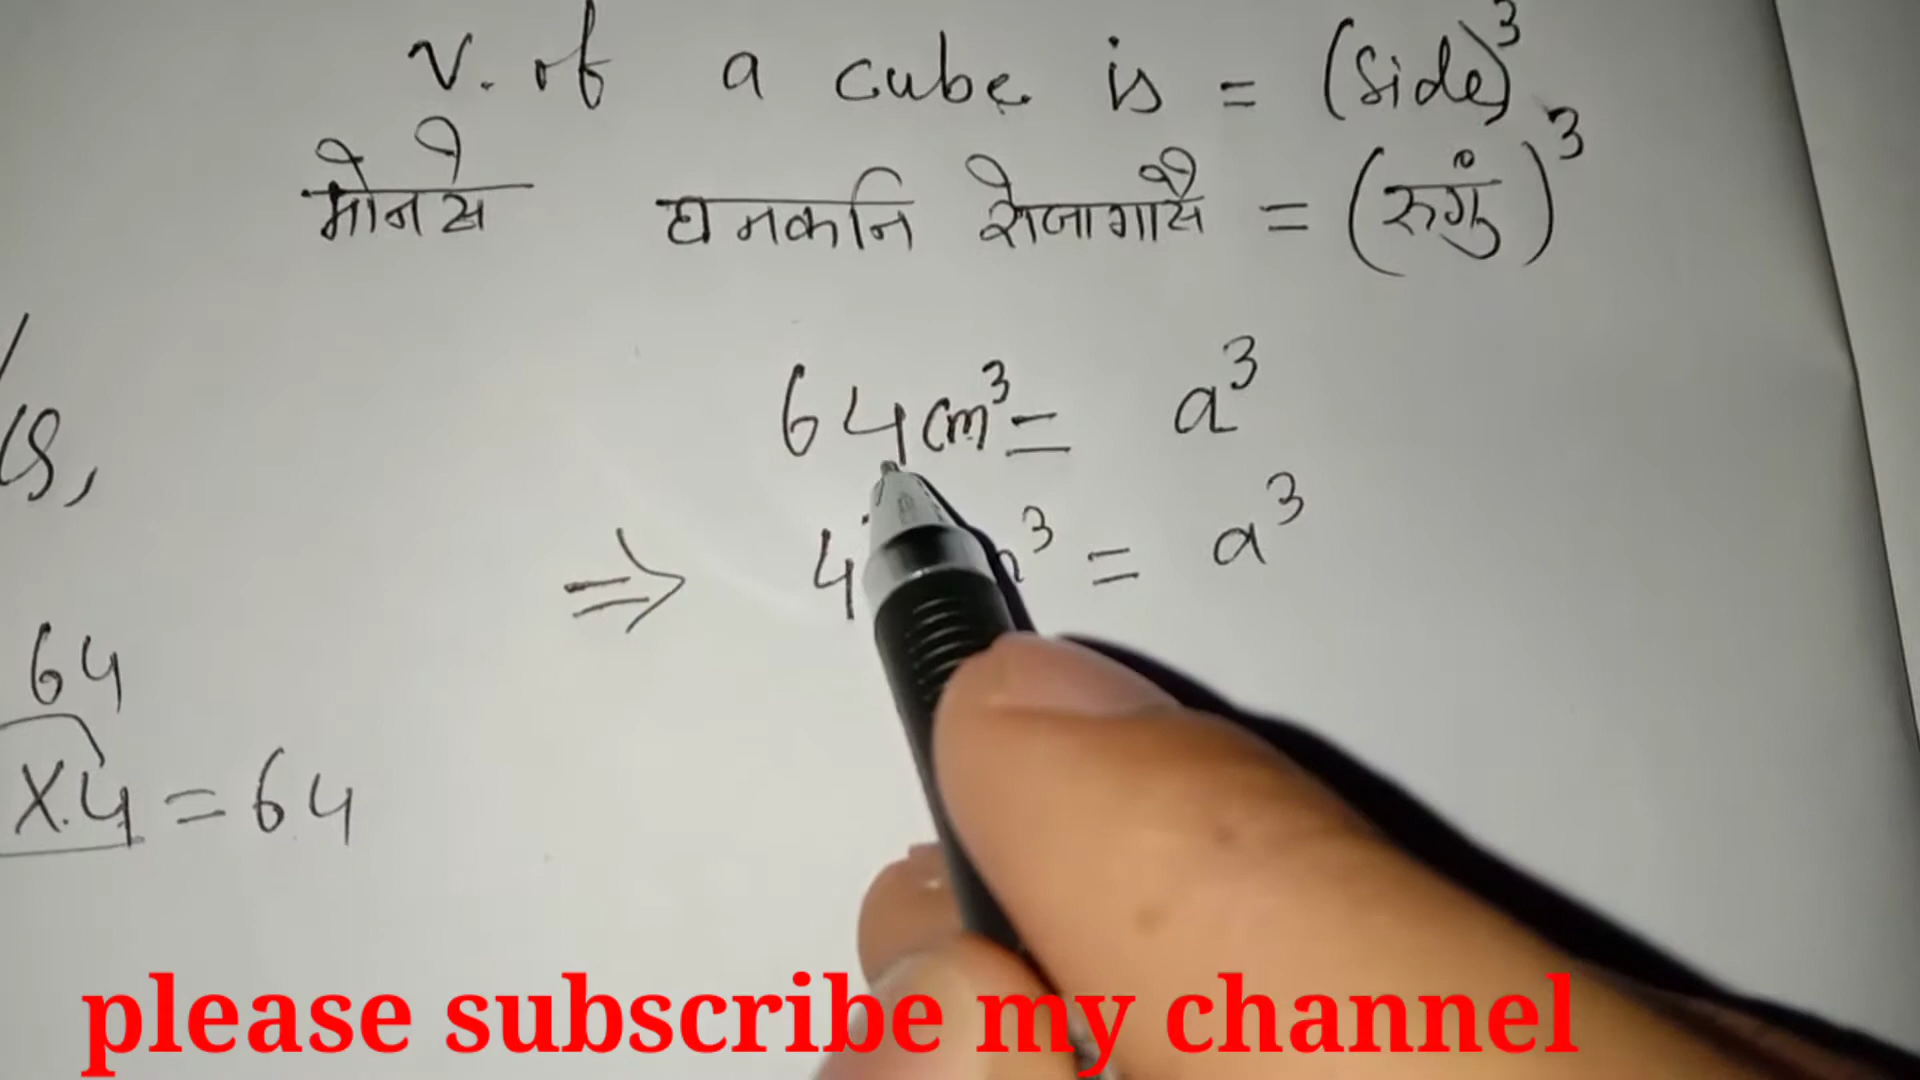 V. of a cube is = (side)³
मोनसे घनकनि रोजागासै = (रुगुं)³
64cm³ = a³
⇒ 4 ³ = a³
64
x.4 = 64
please subscribe my channel